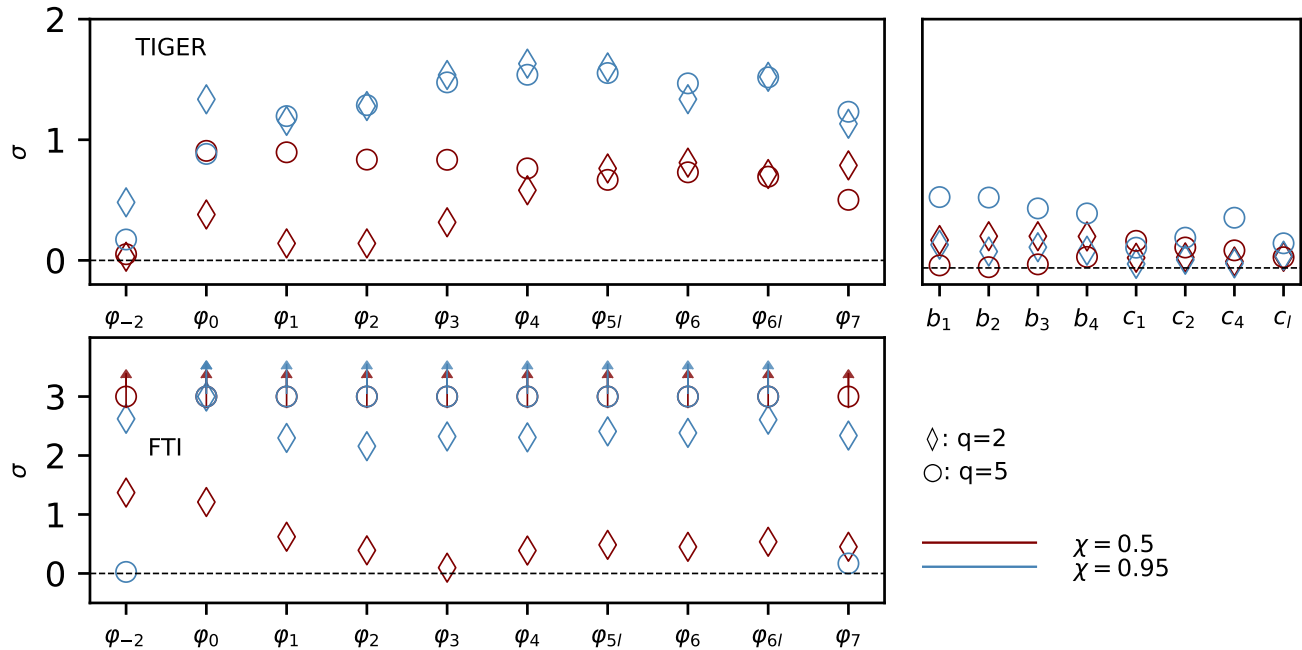 2
TIGER
1
σ
0
φ₋₂ φ₀ φ₁ φ₂ φ₃ φ₄ φ₅ₗ φ₆ φ₆ₗ φ₇
b₁ b₂ b₃ b₄ c₁ c₂ c₄ cₗ
3
FTI
2
σ
1
0
φ₋₂ φ₀ φ₁ φ₂ φ₃ φ₄ φ₅ₗ φ₆ φ₆ₗ φ₇
◊: q=2
○: q=5
χ = 0.5
χ = 0.95